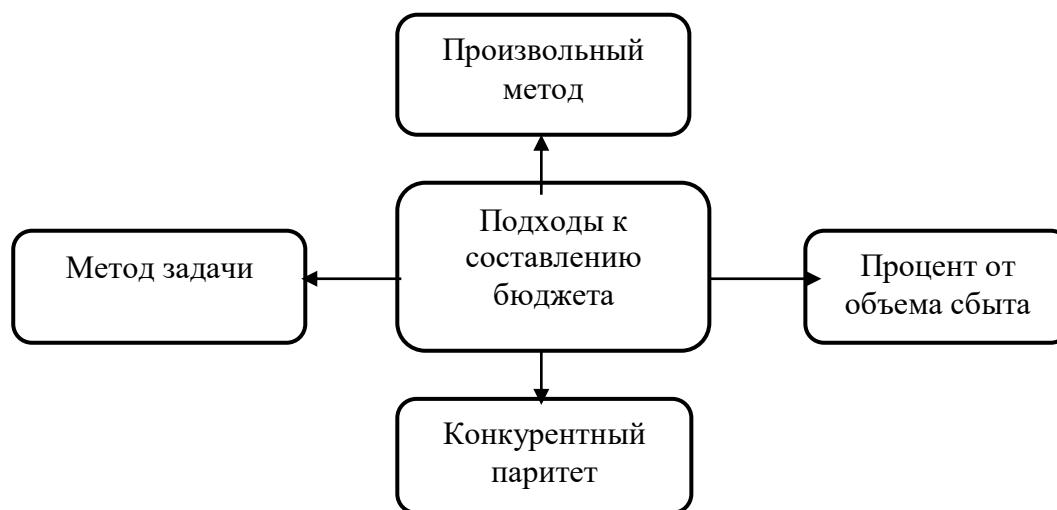 Произвольный
метод
Подходы к
составлению
бюджета
Метод задачи
Процент от
объема сбыта
Конкурентный
паритет